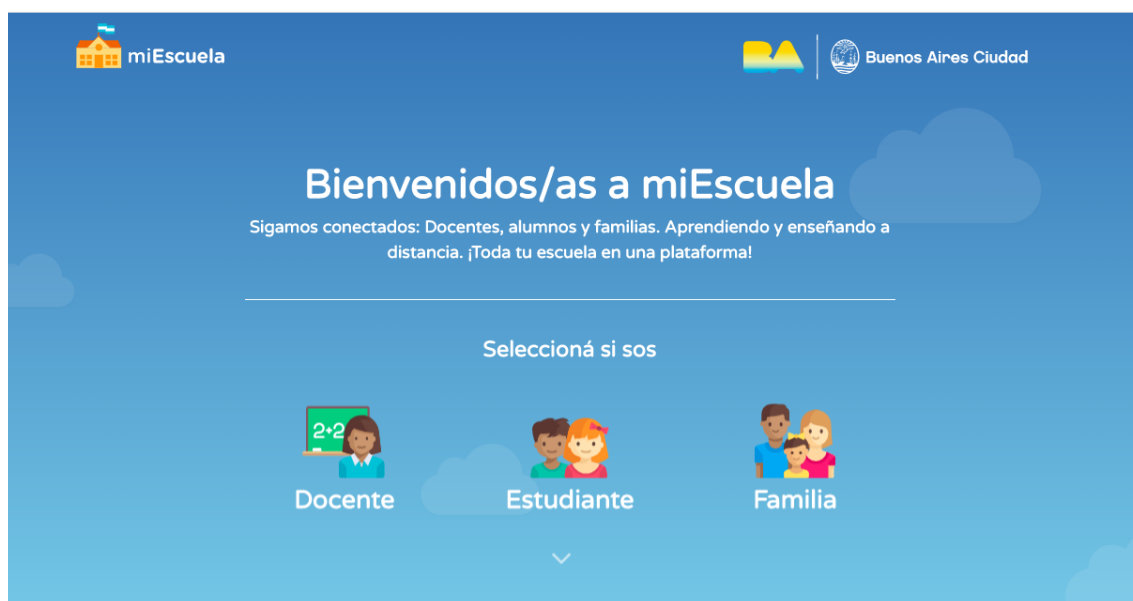 miEscuela
BA
Buenos Aires Ciudad
Bienvenidos/as a miEscuela
Sigamos conectados: Docentes, alumnos y familias. Aprendiendo y enseñando a
distancia. ¡Toda tu escuela en una plataforma!
Seleccioná si sos
2+2
Docente
Estudiante
Familia